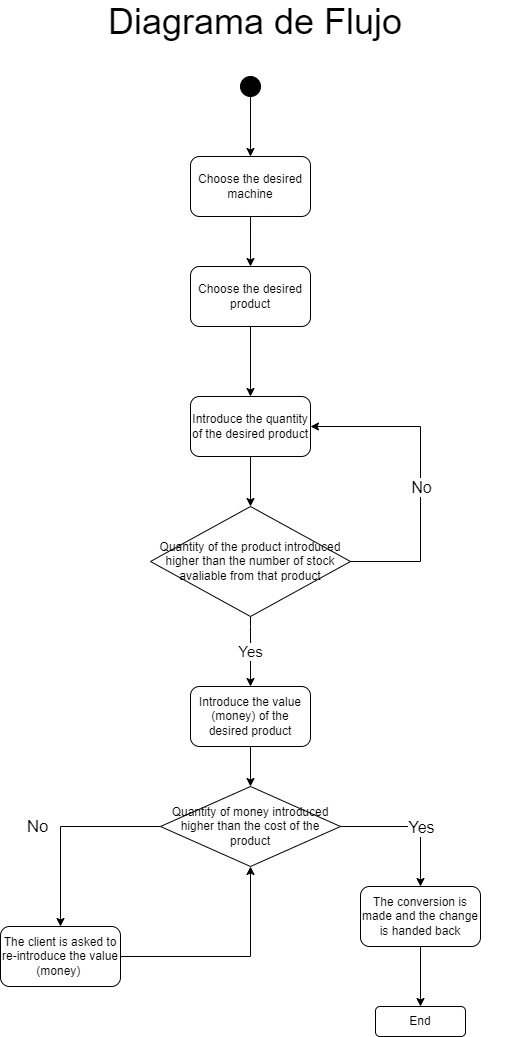 Diagrama de Flujo
Choose the desired
machine
Choose the desired
product
Introduce the quantity
of the desired product
No
Quantity of the product introduced
higher than the number of stock
avaliable from that product
Yes
Introduce the value
(money) of the
desired product
Quantity of money introduced
higher than the cost of the
product
No
Yes
The conversion is
made and the change
is handed back
The client is asked to
re-introduce the value
(money)
End